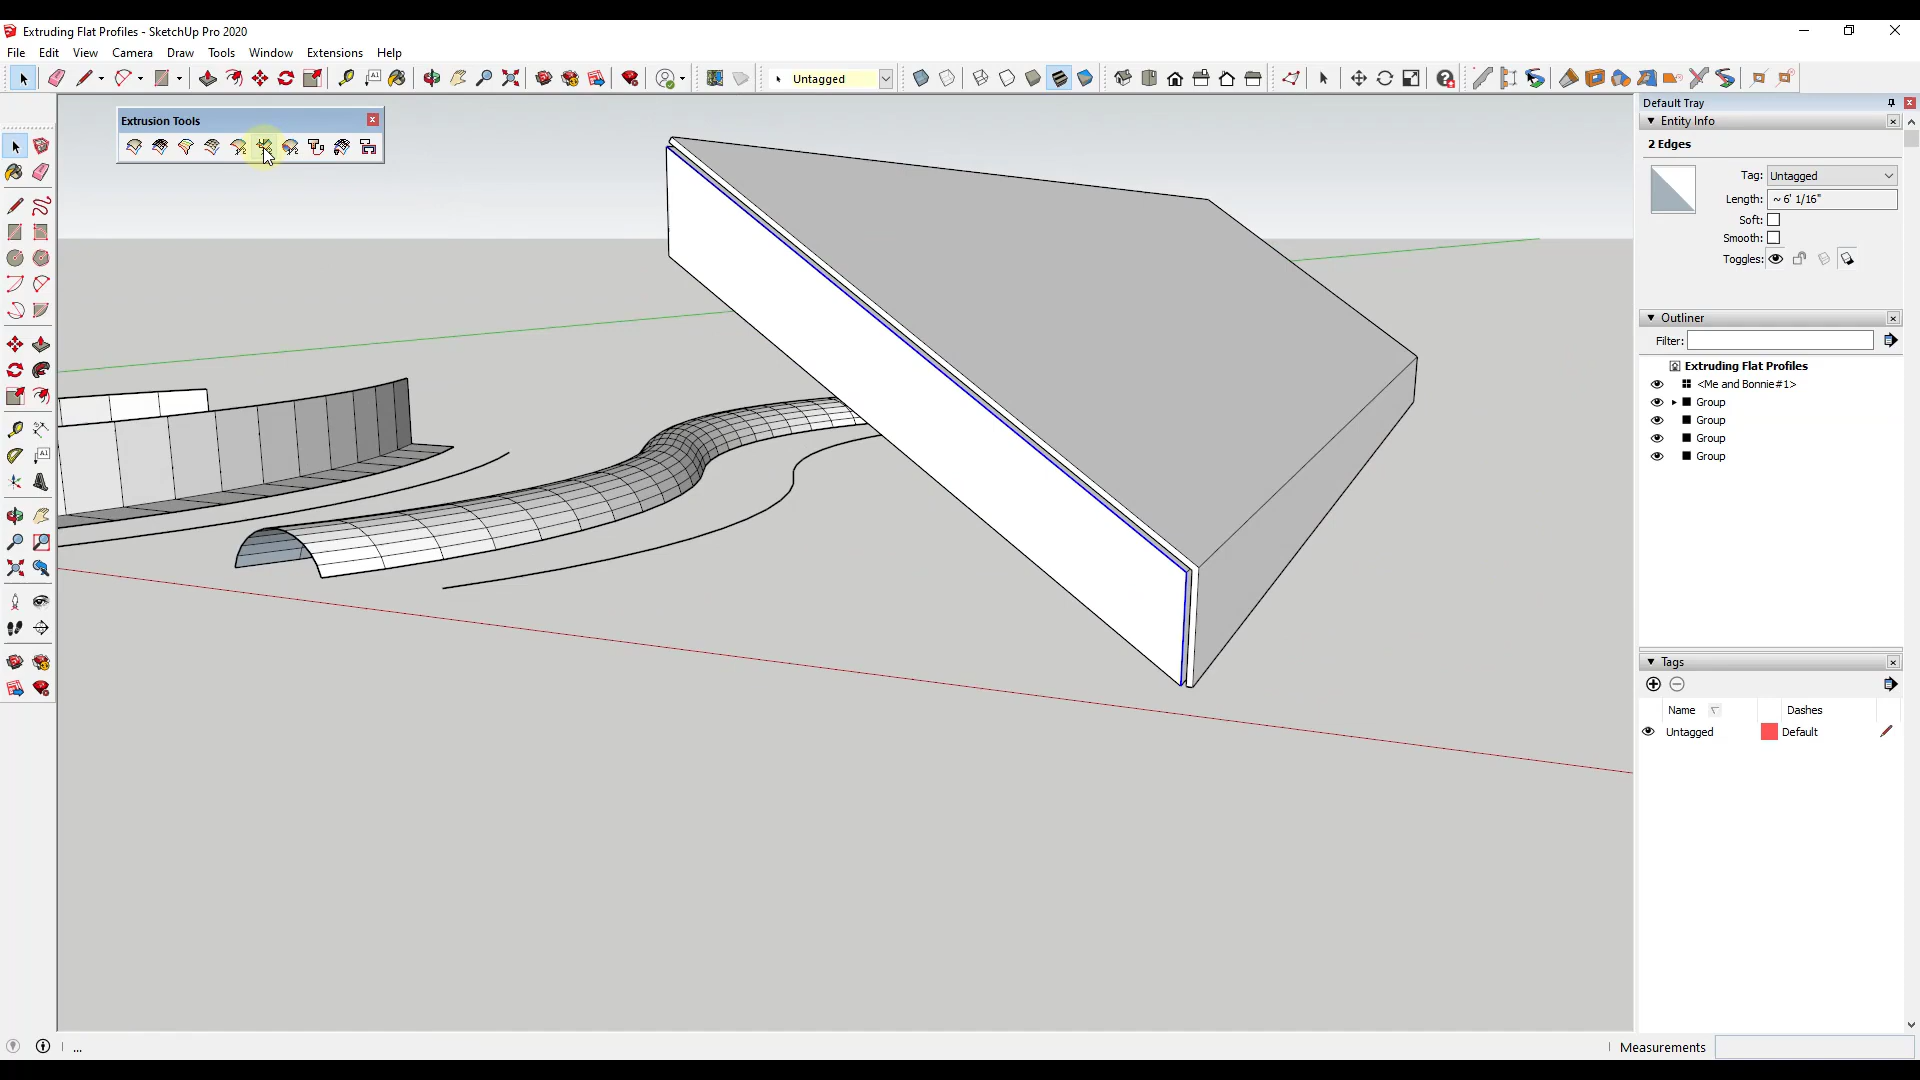 Extruding Flat Profiles - SketchUp Pro 2020
File Edit View Camera Draw Tools Window Extensions Help
Untagged
Extrusion Tools
Default Tray
Entity Info
2 Edges
Tag: Untagged
Length: ~ 6' 1/16"
Soft:
Smooth:
Toggles:
Outliner
Filter:
Extruding Flat Profiles
<Me and Bonnie#1>
Group
Group
Group
Group
Tags
Name Dashes
Untagged Default
...
Measurements